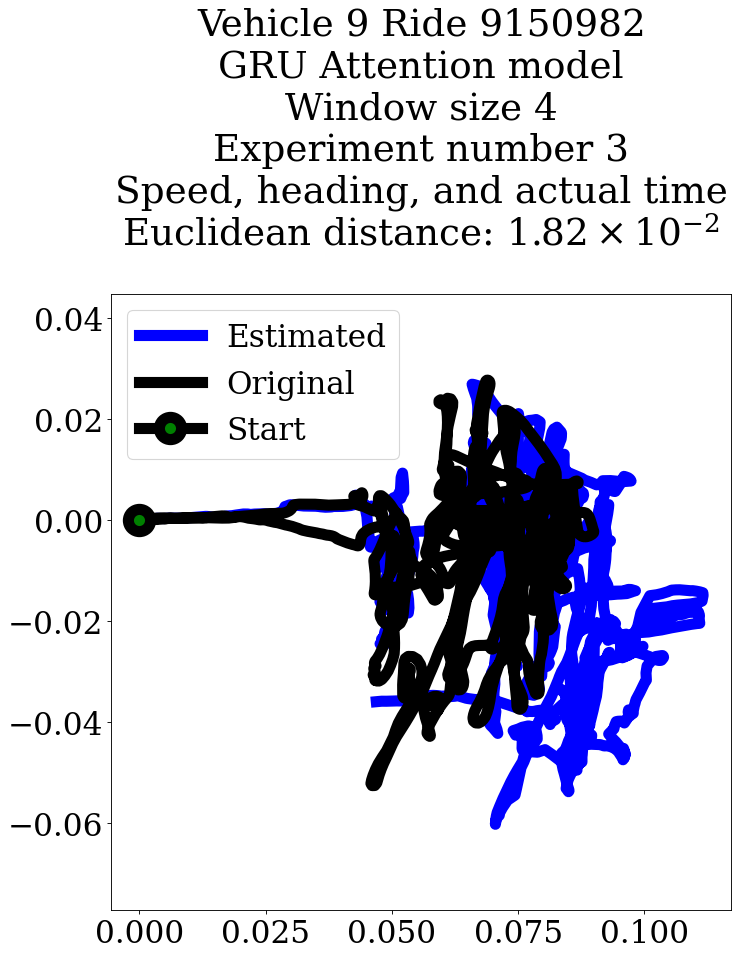 Vehicle 9 Ride 9150982
GRU Attention model
Window size 4
Experiment number 3
Speed, heading, and actual time
Euclidean distance: 1.82 × 10⁻²
0.04
0.02
0.00
−0.02
−0.04
−0.06
Estimated
Original
Start
0.000 0.025 0.050 0.075 0.100